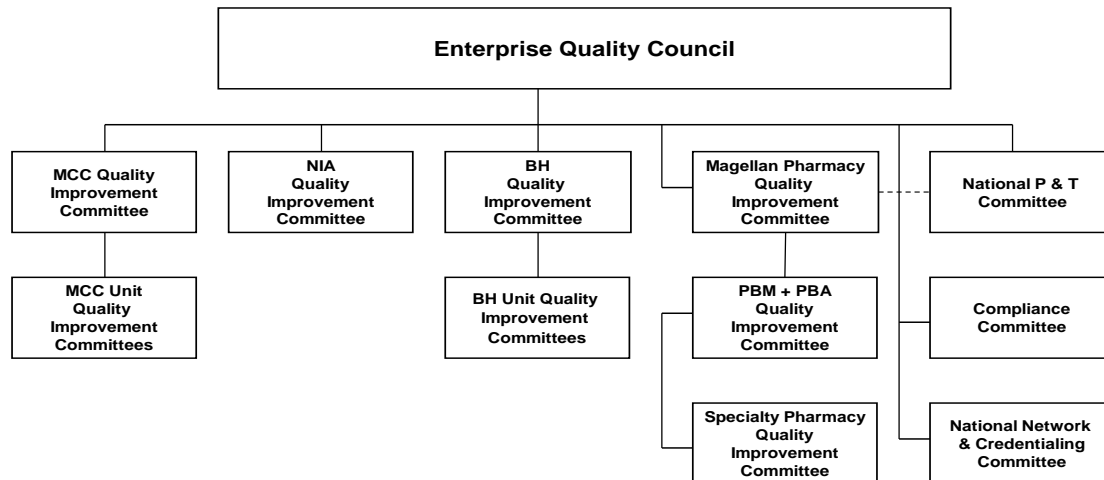 Enterprise Quality Council
MCC Quality
Improvement
Committee
NIA
Quality
Improvement
Committee
BH
Quality
Improvement
Committee
Magellan Pharmacy
Quality
Improvement
Committee
National P & T
Committee
MCC Unit
Quality
Improvement
Committees
BH Unit Quality
Improvement
Committees
PBM + PBA
Quality
Improvement
Committee
Compliance
Committee
Specialty Pharmacy
Quality
Improvement
Committee
National Network
& Credentialing
Committee